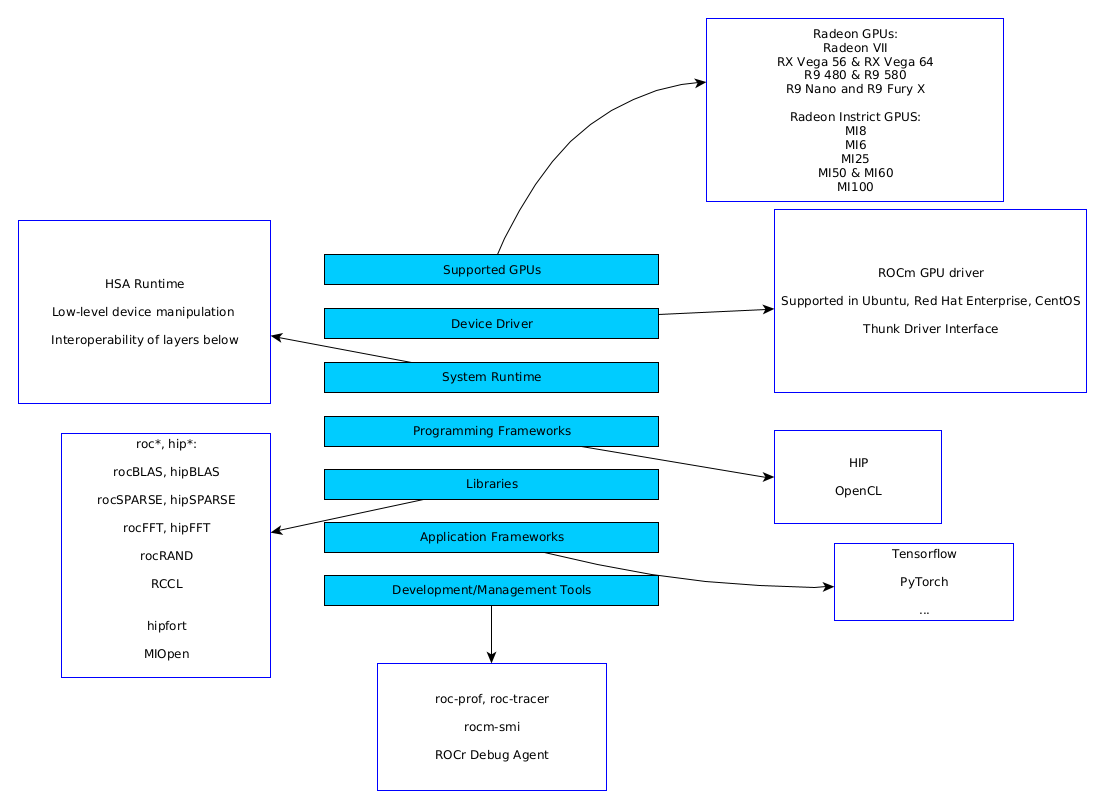 Radeon GPUs:
Radeon VII
RX Vega 56 & RX Vega 64
R9 480 & R9 580
R9 Nano and R9 Fury X
Radeon Instrict GPUS:
MI8
MI6
MI25
MI50 & MI60
MI100
HSA Runtime
Low-level device manipulation
Interoperability of layers below
Supported GPUs
Device Driver
System Runtime
Programming Frameworks
Libraries
Application Frameworks
Development/Management Tools
ROCm GPU driver
Supported in Ubuntu, Red Hat Enterprise, CentOS
Thunk Driver Interface
roc*, hip*:
rocBLAS, hipBLAS
rocSPARSE, hipSPARSE
rocFFT, hipFFT
rocRAND
RCCL
hipfort
MIOpen
HIP
OpenCL
Tensorflow
PyTorch
...
roc-prof, roc-tracer
rocm-smi
ROCr Debug Agent